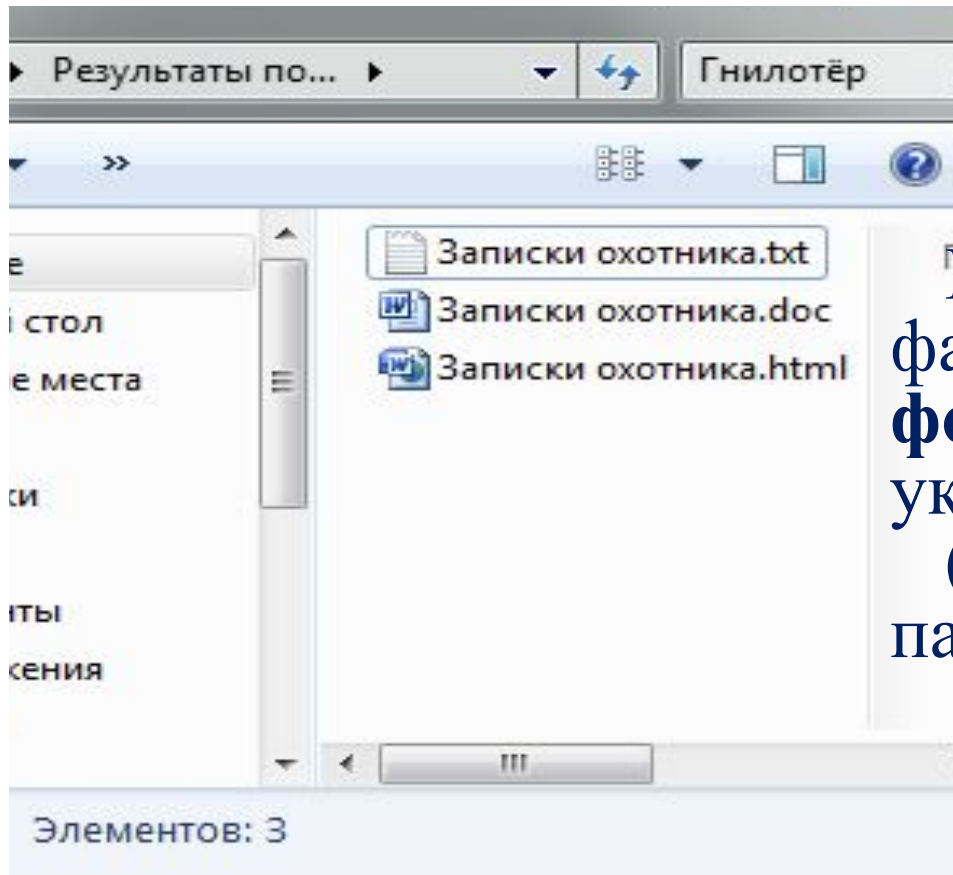 Результаты по...
Гнилотёр
»
е
Записки охотника.txt
стол
Записки охотника.doc
е места
Записки охотника.html
ки
нты
жения
фа
фо
ук
па
Элементов: 3